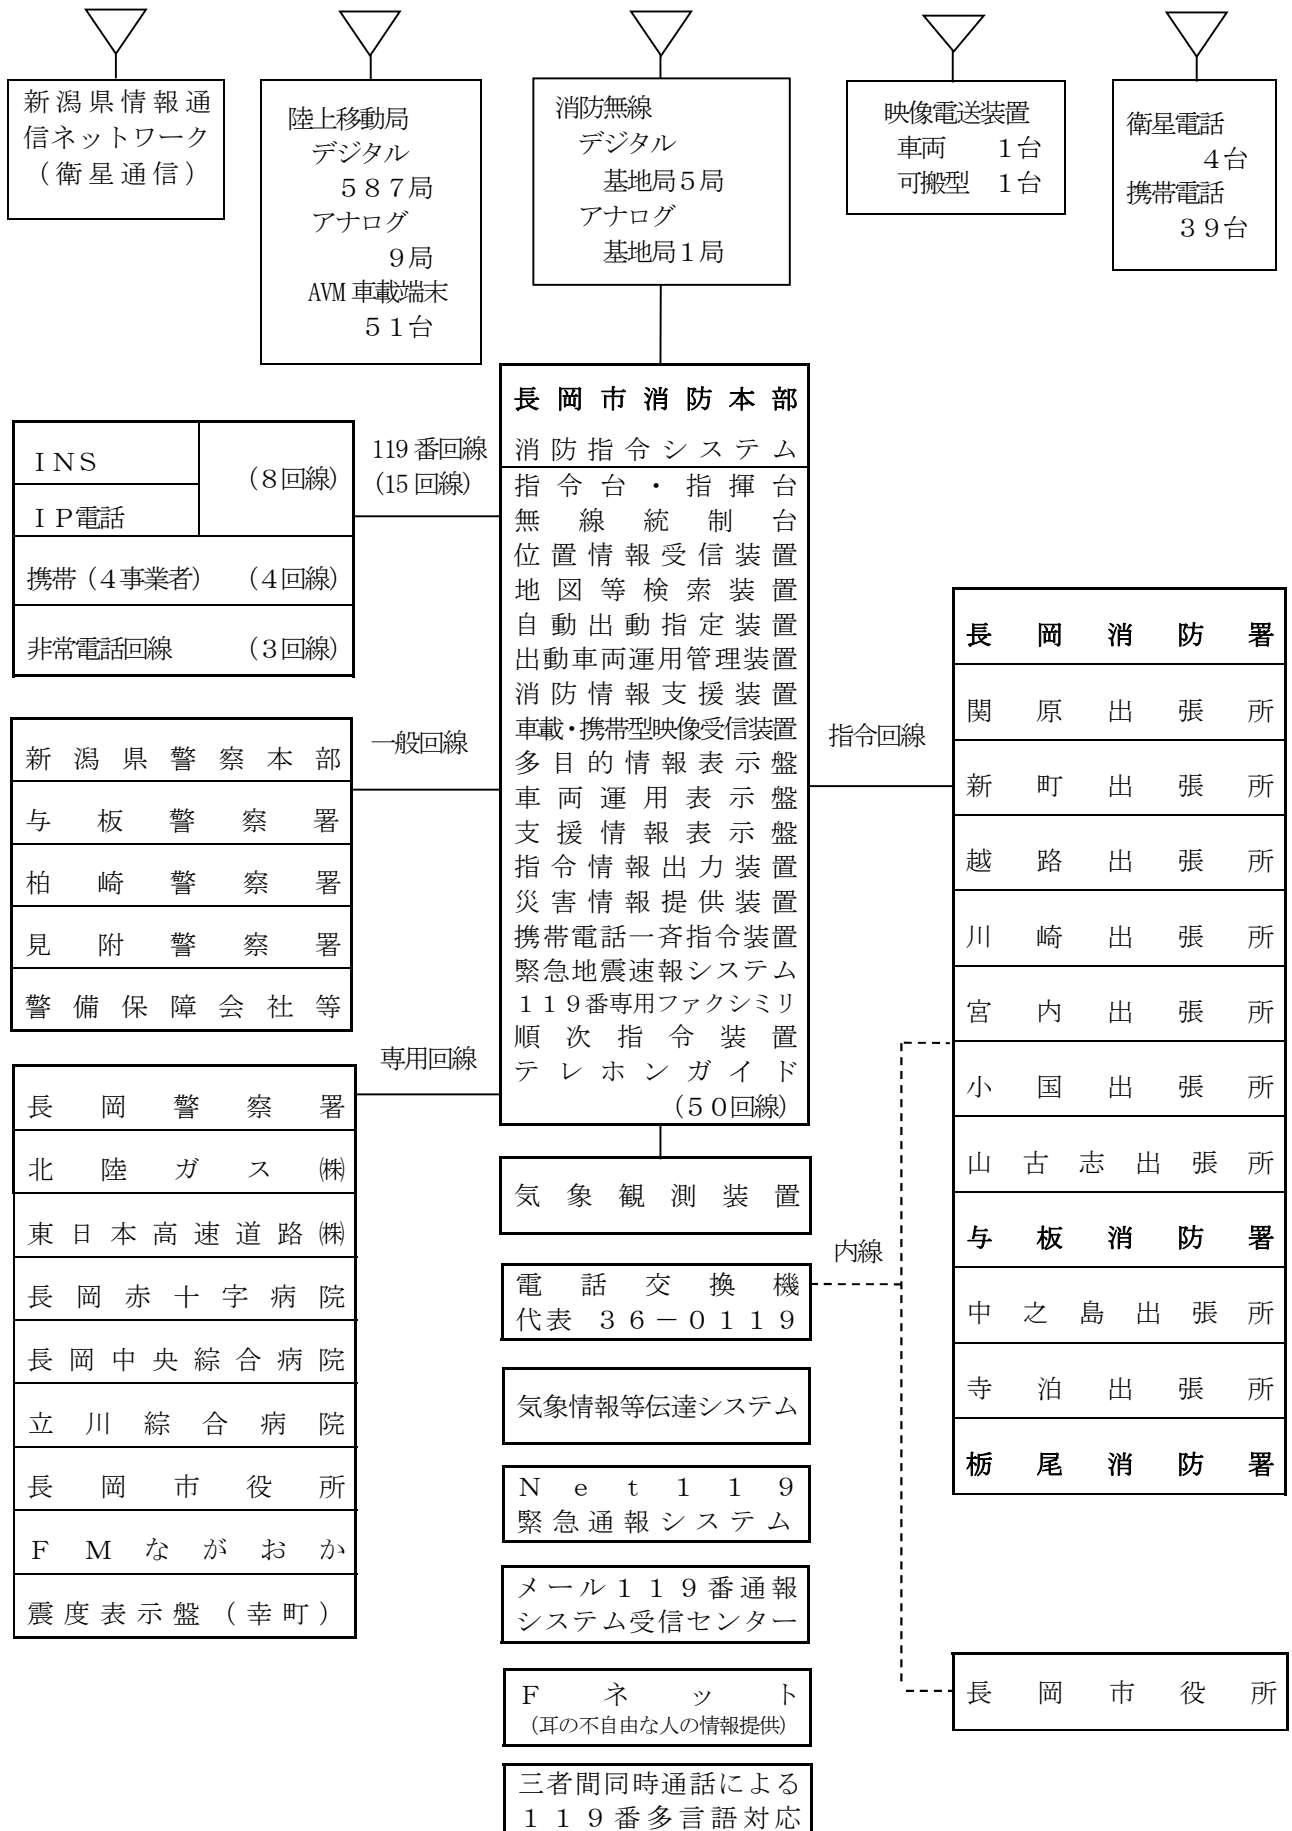 新潟県情報通
信ネットワーク
（衛星通信）
陸上移動局
デジタル
５８７局
アナログ
９局
AVM 車載端末
５１台
消防無線
デジタル
基地局５局
アナログ
基地局１局
映像電送装置
車両　１台
可搬型　１台
衛星電話
４台
携帯電話
３９台
長岡市消防本部
消防指令システム
指令台・指揮台
無線統制台
位置情報受信装置
地図等検索装置
自動出動指定装置
出動車両運用管理装置
消防情報支援装置
車載・携帯型映像受信装置
多目的情報表示盤
車両運用表示盤
支援情報表示盤
指令情報出力装置
災害情報提供装置
携帯電話一斉指令装置
緊急地震速報システム
１１９番専用ファクシミリ
順次指令装置
テレホンガイド
（５０回線）
ＩＮＳ
ＩＰ電話
（８回線）
携帯（４事業者）　（４回線）
非常電話回線　（３回線）
119 番回線
（15 回線）
新潟県警察本部
与板警察署
柏崎警察署
見附警察署
警備保障会社等
一般回線
長岡警察署
北陸ガス㈱
東日本高速道路㈱
長岡赤十字病院
長岡中央綜合病院
立川綜合病院
長岡市役所
ＦＭながおか
震度表示盤（幸町）
専用回線
気象観測装置
電話交換機
代表　３６－０１１９
気象情報等伝達システム
Ｎｅｔ１１９
緊急通報システム
メール１１９番通報
システム受信センター
Ｆネット
（耳の不自由な人の情報提供）
三者間同時通話による
１１９番多言語対応
指令回線
長岡消防署
関原出張所
新町出張所
越路出張所
川崎出張所
宮内出張所
小国出張所
山古志出張所
与板消防署
中之島出張所
寺泊出張所
栃尾消防署
内線
長岡市役所